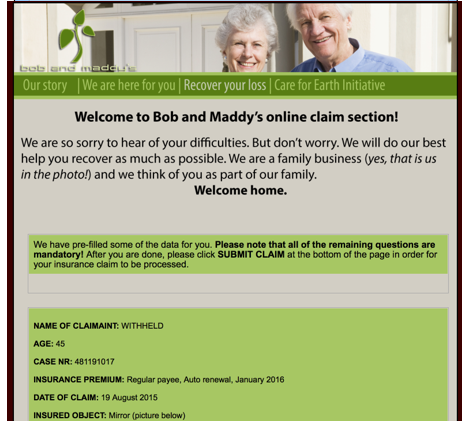 bob and maddy's
Our story | We are here for you | Recover your loss | Care for Earth Initiative
Welcome to Bob and Maddy's online claim section!
We are so sorry to hear of your difficulties. But don't worry. We will do our best
help you recover as much as possible. We are a family business (yes, that is us
in the photo!) and we think of you as part of our family.
Welcome home.
We have pre-filled some of the data for you. Please note that all of the remaining questions are
mandatory! After you are done, please click SUBMIT CLAIM at the bottom of the page in order for
your insurance claim to be processed.
NAME OF CLAIMAINT: WITHHELD
AGE: 45
CASE NR: 481191017
INSURANCE PREMIUM: Regular payee, Auto renewal, January 2016
DATE OF CLAIM: 19 August 2015
INSURED OBJECT: Mirror (picture below)